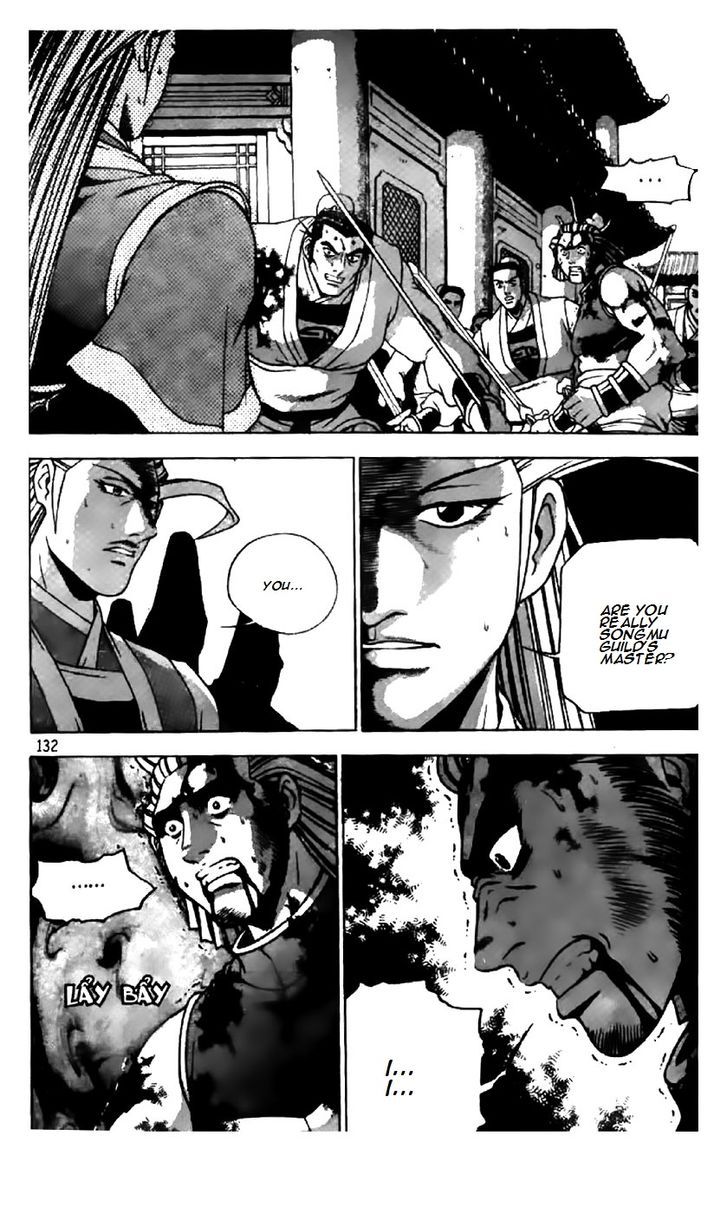 ...
YOU...
ARE YOU
REALLY
SONGMU
GUILD'S
MASTER?
132
......
LẨY BẨY
I...
I...